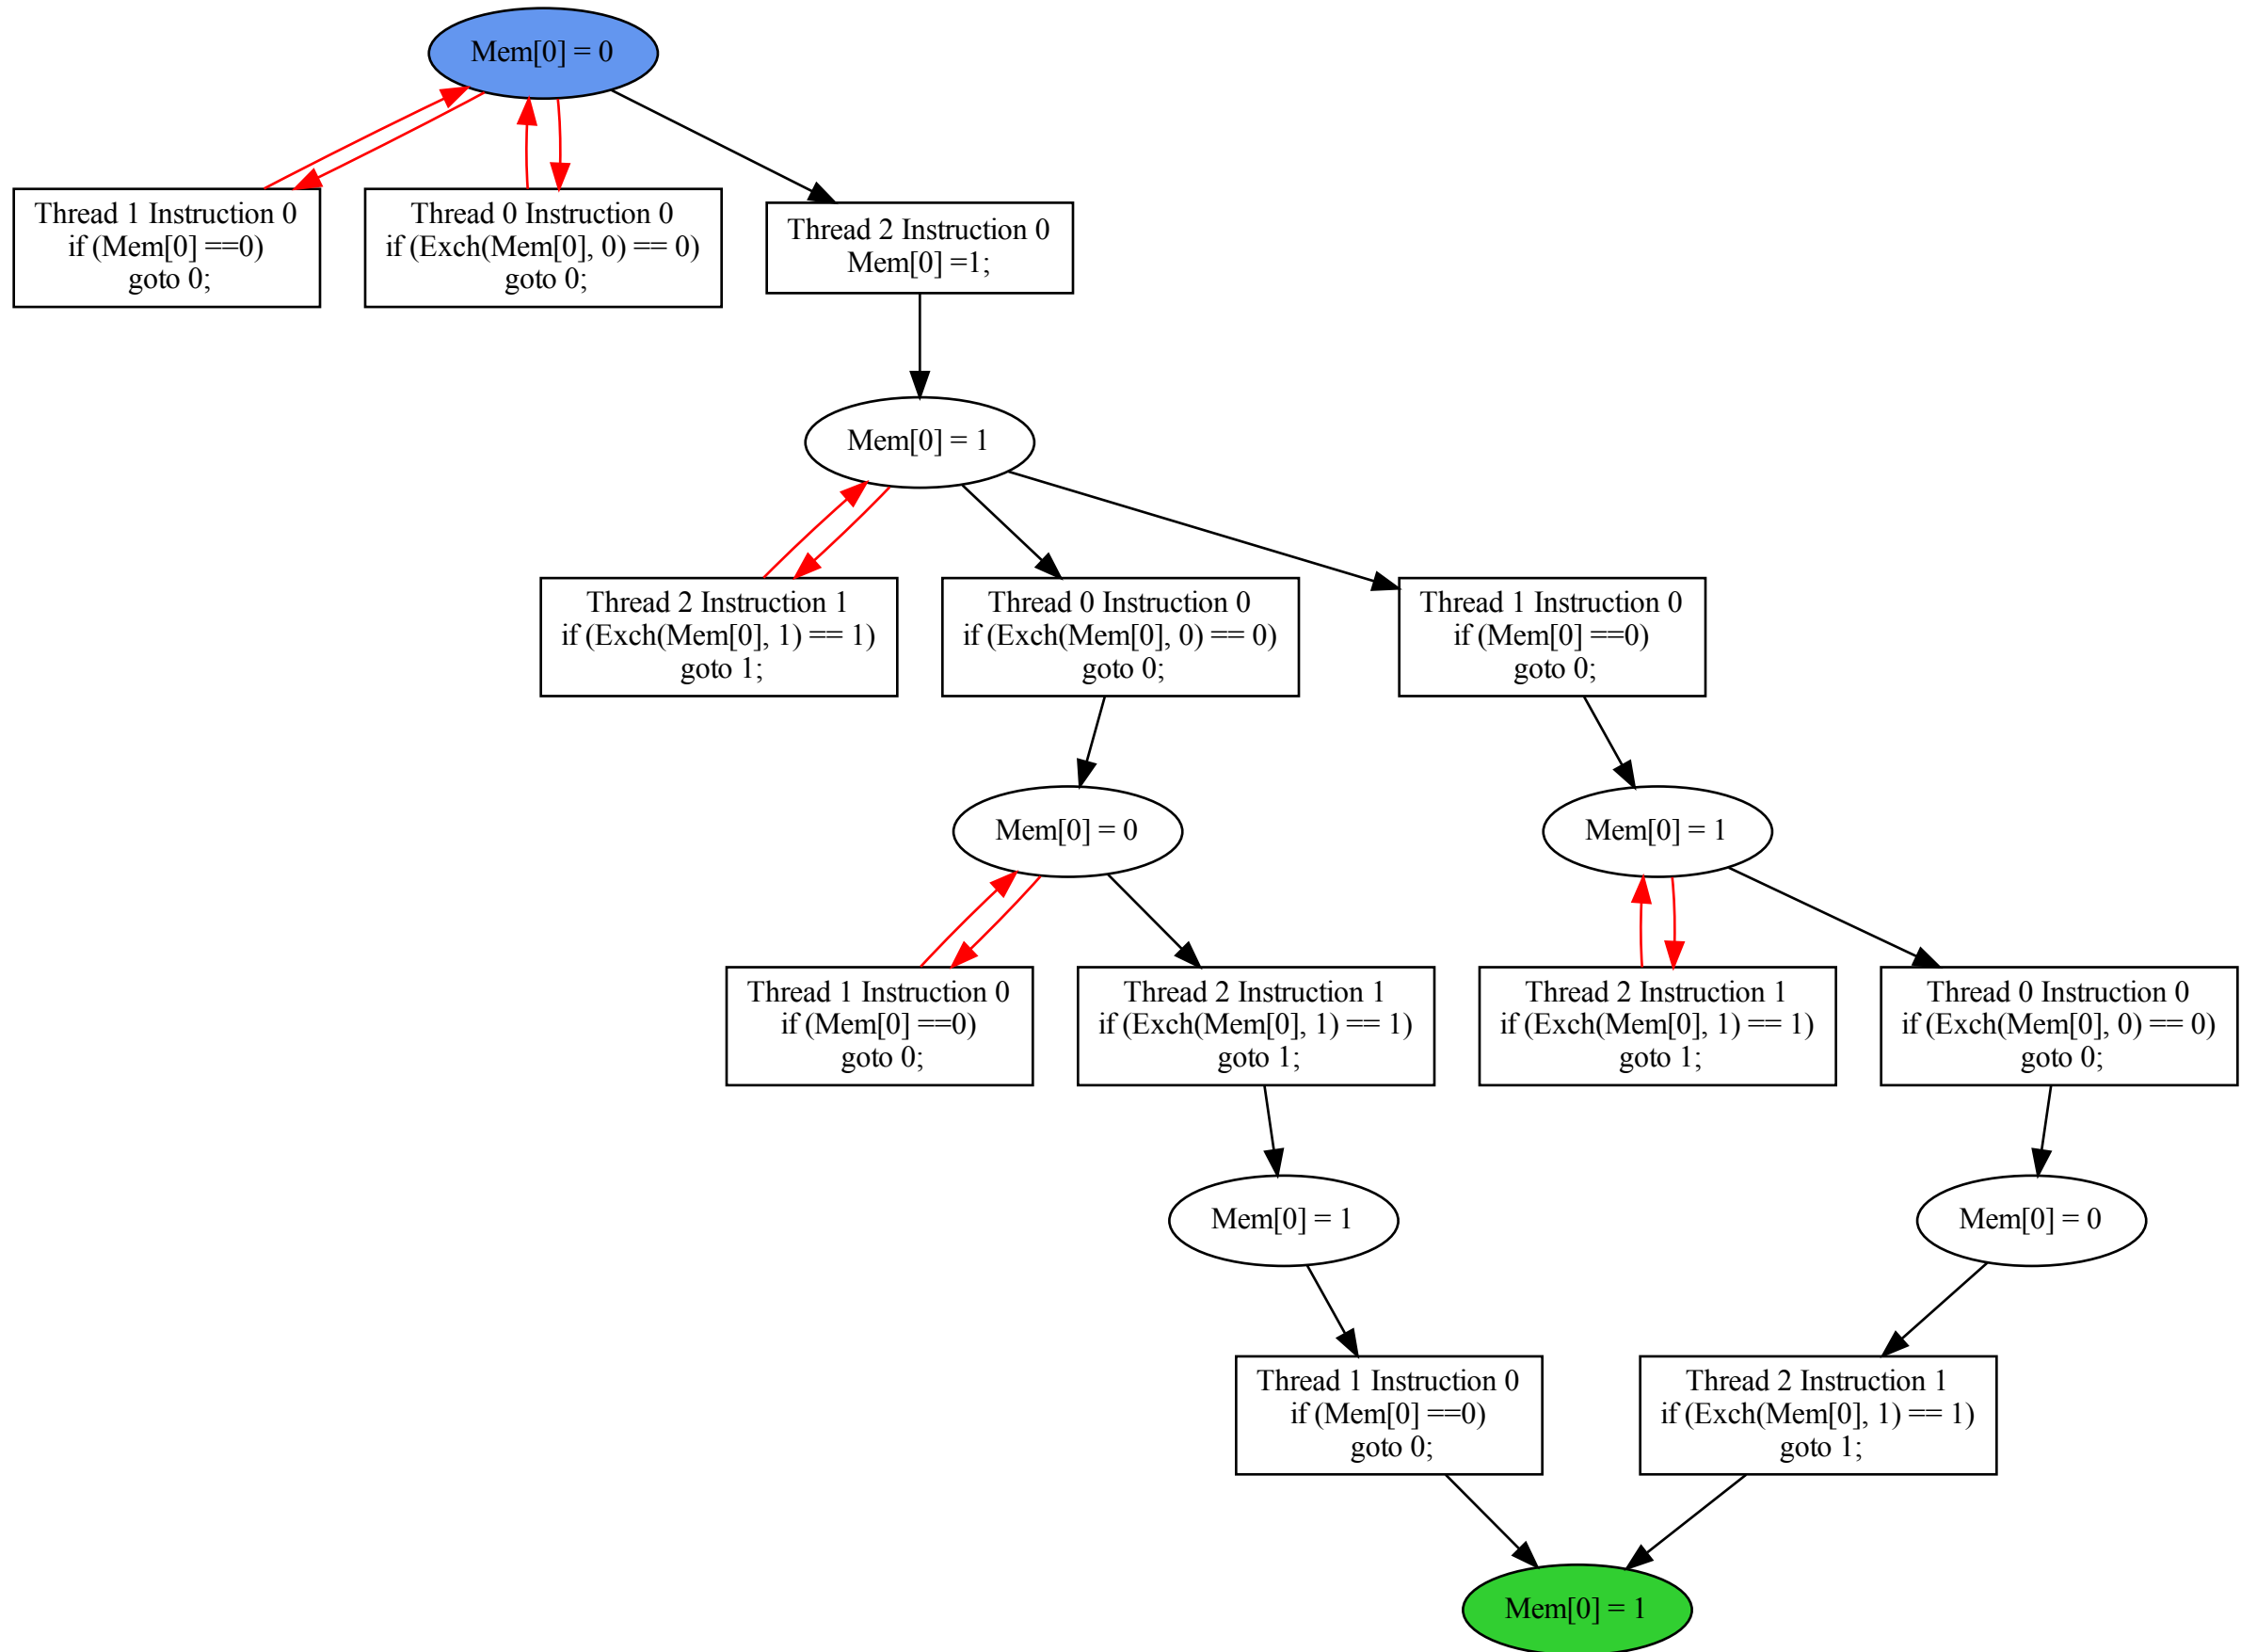 Mem[0] = 0
Thread 1 Instruction 0
if (Mem[0] ==0)
goto 0;
Thread 0 Instruction 0
if (Exch(Mem[0], 0) == 0)
goto 0;
Thread 2 Instruction 0
Mem[0] =1;
Mem[0] = 1
Thread 2 Instruction 1
if (Exch(Mem[0], 1) == 1)
goto 1;
Thread 0 Instruction 0
if (Exch(Mem[0], 0) == 0)
goto 0;
Thread 1 Instruction 0
if (Mem[0] ==0)
goto 0;
Mem[0] = 0
Mem[0] = 1
Thread 1 Instruction 0
if (Mem[0] ==0)
goto 0;
Thread 2 Instruction 1
if (Exch(Mem[0], 1) == 1)
goto 1;
Thread 2 Instruction 1
if (Exch(Mem[0], 1) == 1)
goto 1;
Thread 0 Instruction 0
if (Exch(Mem[0], 0) == 0)
goto 0;
Mem[0] = 1
Mem[0] = 0
Thread 1 Instruction 0
if (Mem[0] ==0)
goto 0;
Thread 2 Instruction 1
if (Exch(Mem[0], 1) == 1)
goto 1;
Mem[0] = 1